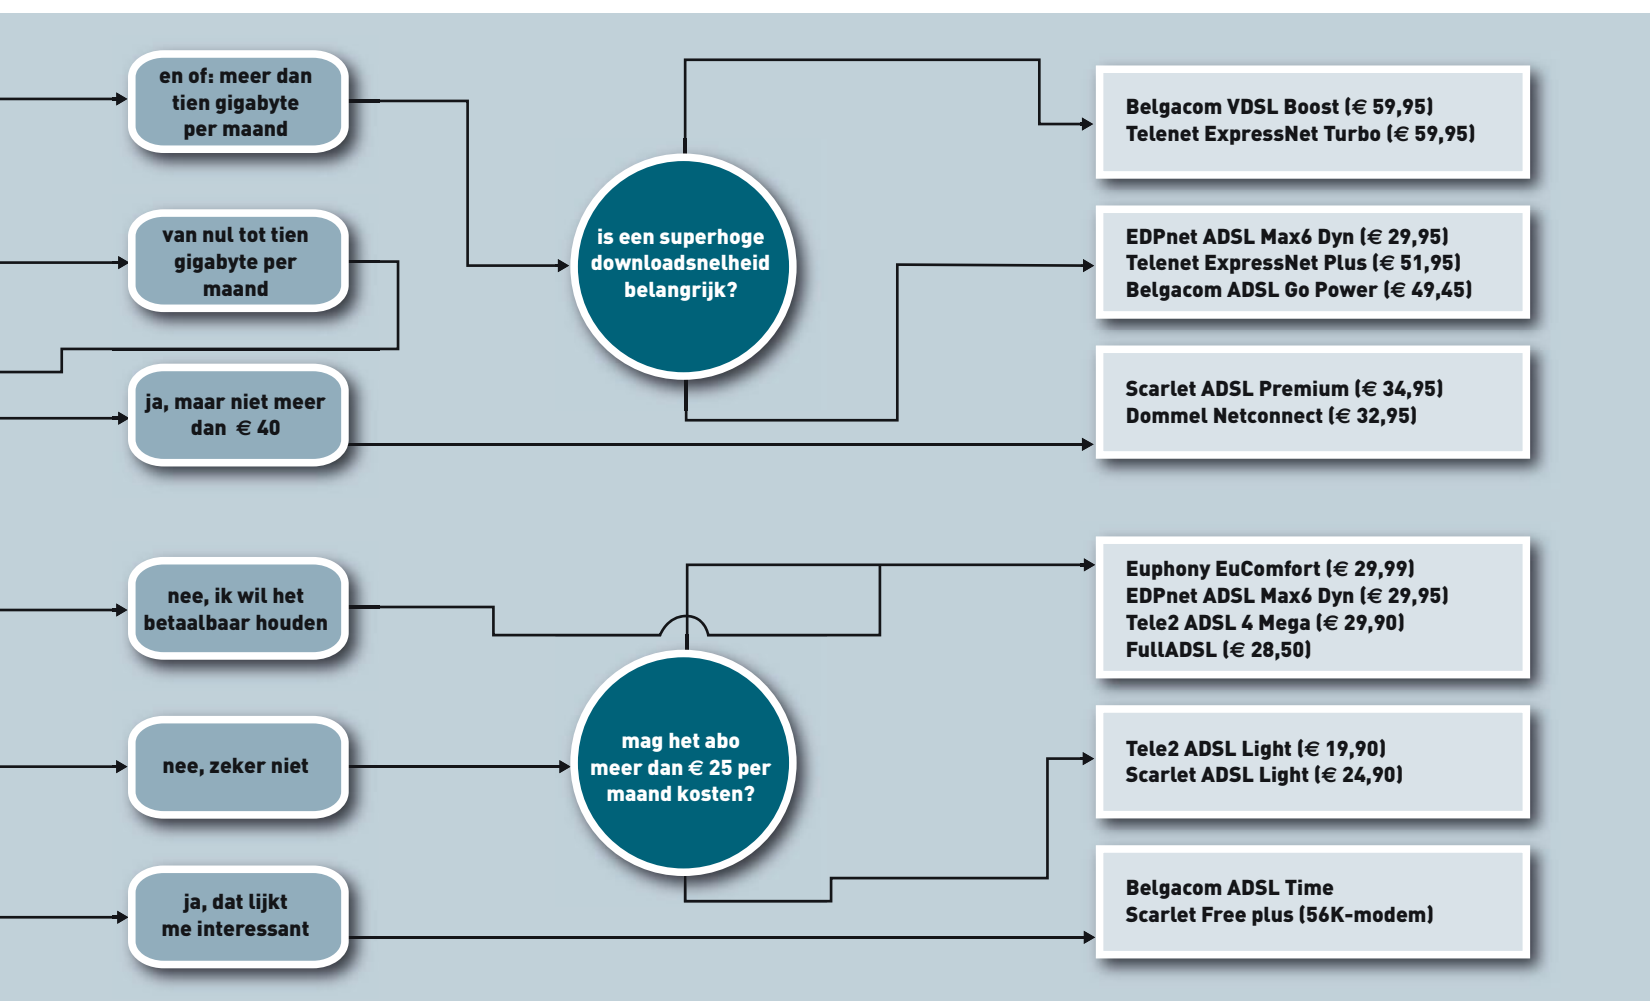 en of: meer dan
tien gigabyte
per maand
van nul tot tien
gigabyte per
maand
ja, maar niet meer
dan € 40
nee, ik wil het
betaalbaar houden
nee, zeker niet
ja, dat lijkt
me interessant
is een superhoge
downloadsnelheid
belangrijk?
mag het abo
meer dan € 25 per
maand kosten?
Belgacom VDSL Boost (€ 59,95)
Telenet ExpressNet Turbo (€ 59,95)
EDPnet ADSL Max6 Dyn (€ 29,95)
Telenet ExpressNet Plus (€ 51,95)
Belgacom ADSL Go Power (€ 49,45)
Scarlet ADSL Premium (€ 34,95)
Dommel Netconnect (€ 32,95)
Euphony EuComfort (€ 29,99)
EDPnet ADSL Max6 Dyn (€ 29,95)
Tele2 ADSL 4 Mega (€ 29,90)
FullADSL (€ 28,50)
Tele2 ADSL Light (€ 19,90)
Scarlet ADSL Light (€ 24,90)
Belgacom ADSL Time
Scarlet Free plus (56K-modem)